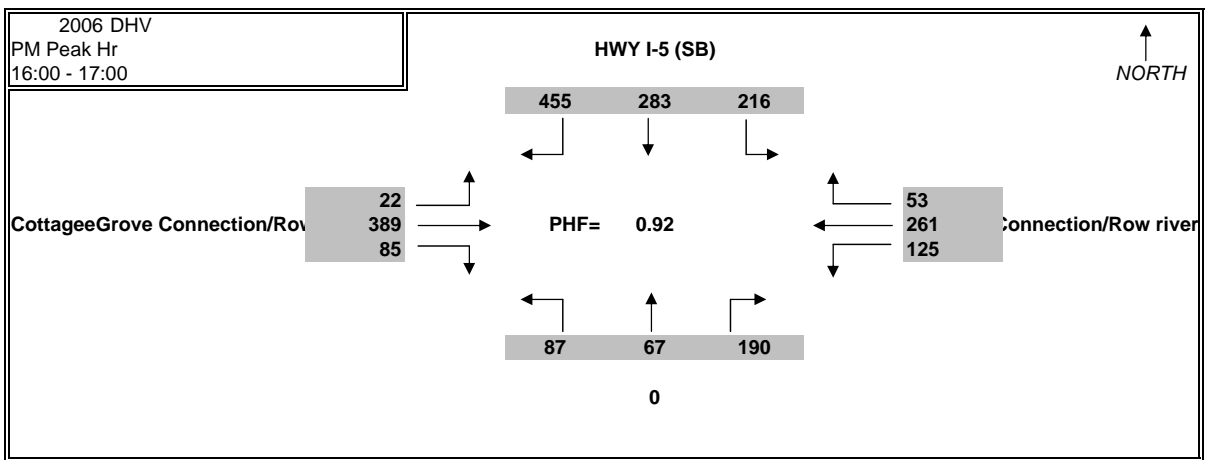 2006 DHV
PM Peak Hr
16:00 - 17:00
HWY I-5 (SB)
NORTH
455 283 216
22
389
85
CottageeGrove Connection/Row
PHF= 0.92
53
261
125
Connection/Row river
87 67 190
0